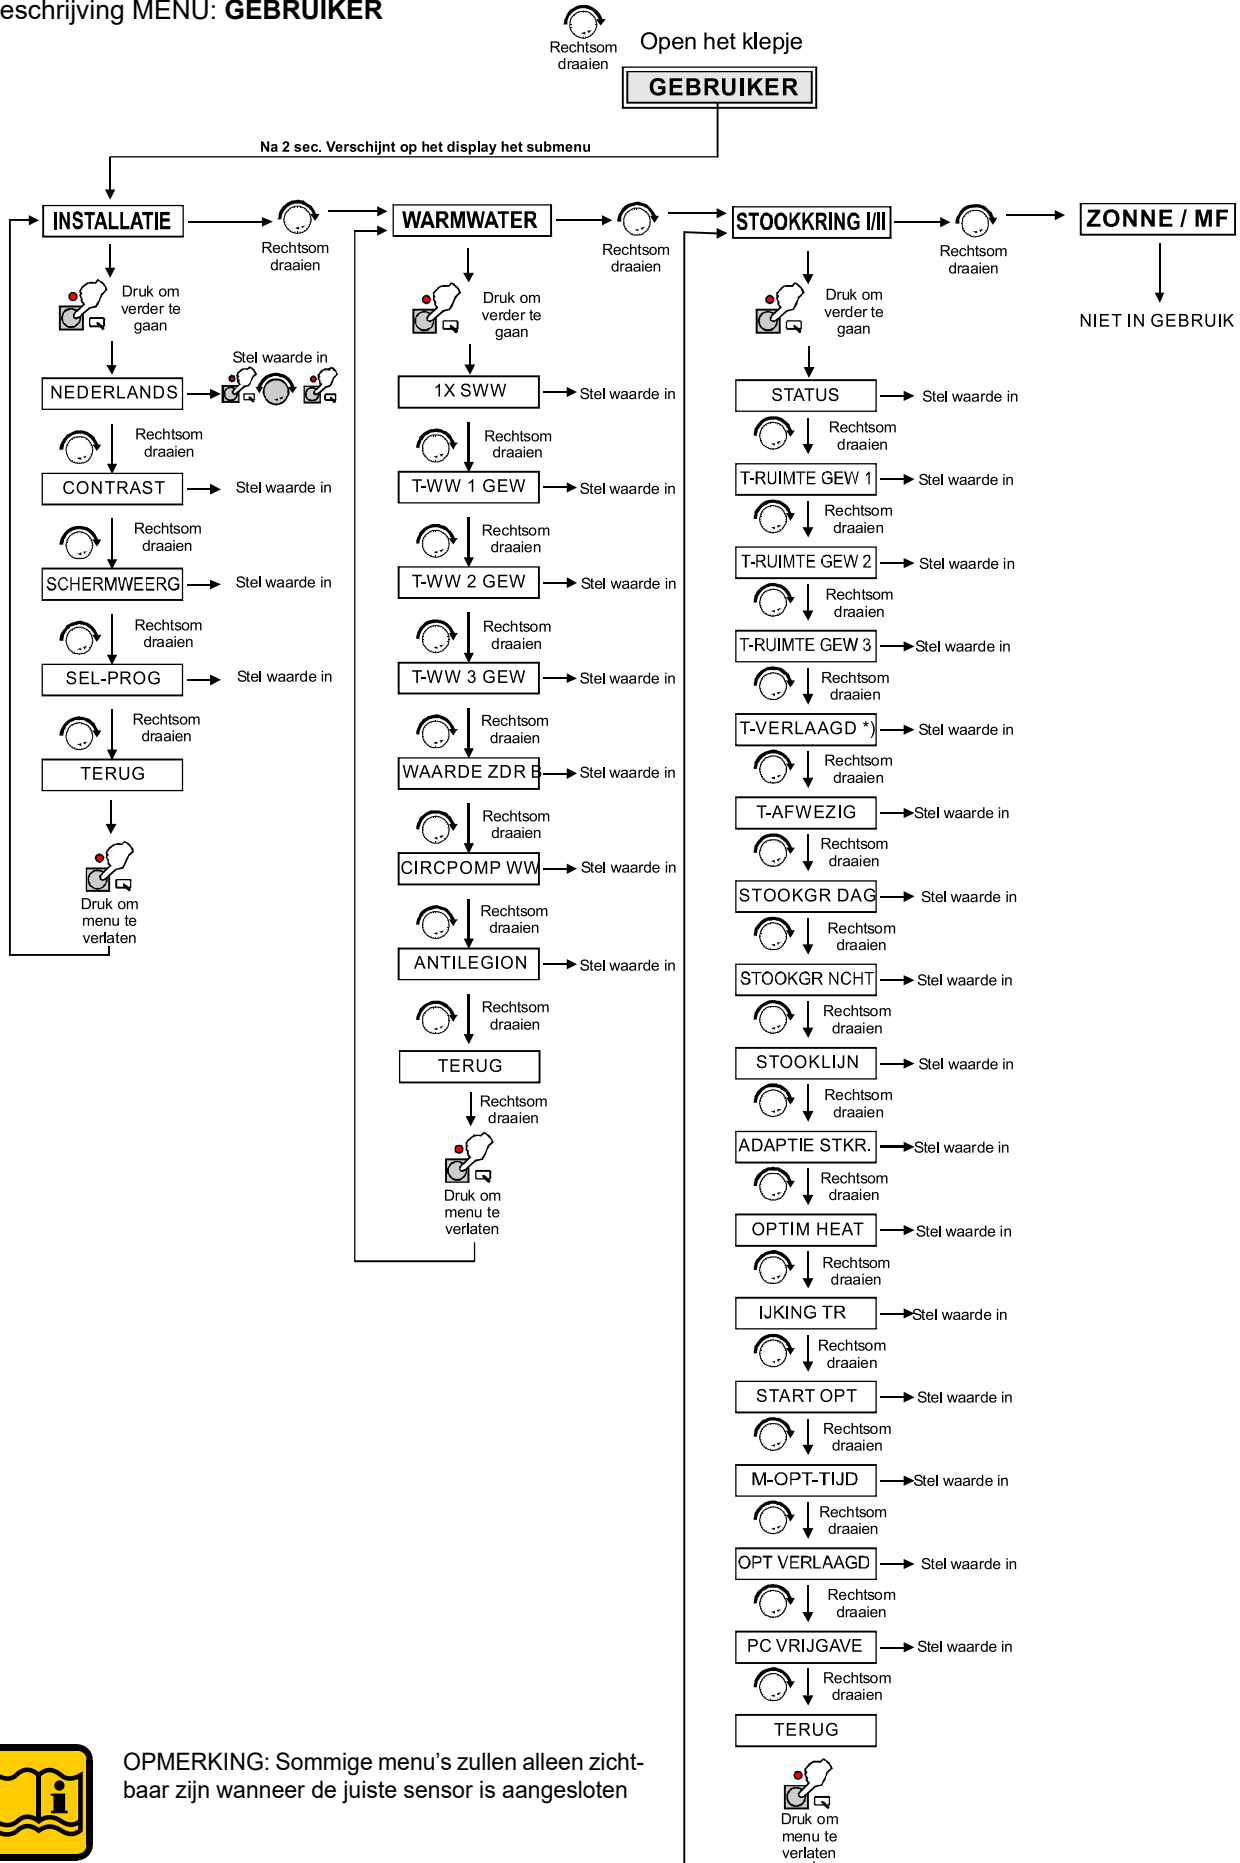 eschrijving MENU: GEBRUIKER
Rechtsom
draaien
Open het klepje
GEBRUIKER
Na 2 sec. Verschijnt op het display het submenu
INSTALLATIE
Rechtsom
draaien
WARMWATER
Rechtsom
draaien
STOOKKRING I/II
Rechtsom
draaien
ZONNE / MF
NIET IN GEBRUIK
Druk om
verder te
gaan
Stel waarde in
NEDERLANDS
Rechtsom
draaien
CONTRAST
Stel waarde in
Rechtsom
draaien
SCHERMWEERG
Stel waarde in
Rechtsom
draaien
SEL-PROG
Stel waarde in
Rechtsom
draaien
TERUG
Druk om
menu te
verlaten
Druk om
verder te
gaan
1X SWW
Stel waarde in
Rechtsom
draaien
T-WW 1 GEW
Stel waarde in
Rechtsom
draaien
T-WW 2 GEW
Stel waarde in
Rechtsom
draaien
T-WW 3 GEW
Stel waarde in
Rechtsom
draaien
WAARDE ZDR B
Stel waarde in
Rechtsom
draaien
CIRCPOMP WW
Stel waarde in
Rechtsom
draaien
ANTILEGION
Stel waarde in
Rechtsom
draaien
TERUG
Rechtsom
draaien
Druk om
menu te
verlaten
Druk om
verder te
gaan
STATUS
Stel waarde in
Rechtsom
draaien
T-RUIMTE GEW 1
Stel waarde in
Rechtsom
draaien
T-RUIMTE GEW 2
Stel waarde in
Rechtsom
draaien
T-RUIMTE GEW 3
Stel waarde in
Rechtsom
draaien
T-VERLAAGD *)
Stel waarde in
Rechtsom
draaien
T-AFWEZIG
Stel waarde in
Rechtsom
draaien
STOOKGR DAG
Stel waarde in
Rechtsom
draaien
STOOKGR NCHT
Stel waarde in
Rechtsom
draaien
STOOKLIJN
Stel waarde in
Rechtsom
draaien
ADAPTIE STKR.
Stel waarde in
Rechtsom
draaien
OPTIM HEAT
Stel waarde in
Rechtsom
draaien
IJKING TR
Stel waarde in
Rechtsom
draaien
START OPT
Stel waarde in
Rechtsom
draaien
M-OPT-TIJD
Stel waarde in
Rechtsom
draaien
OPT VERLAAGD
Stel waarde in
Rechtsom
draaien
PC VRIJGAVE
Stel waarde in
Rechtsom
draaien
TERUG
Druk om
menu te
verlaten
OPMERKING: Sommige menu's zullen alleen zicht-
baar zijn wanneer de juiste sensor is aangesloten